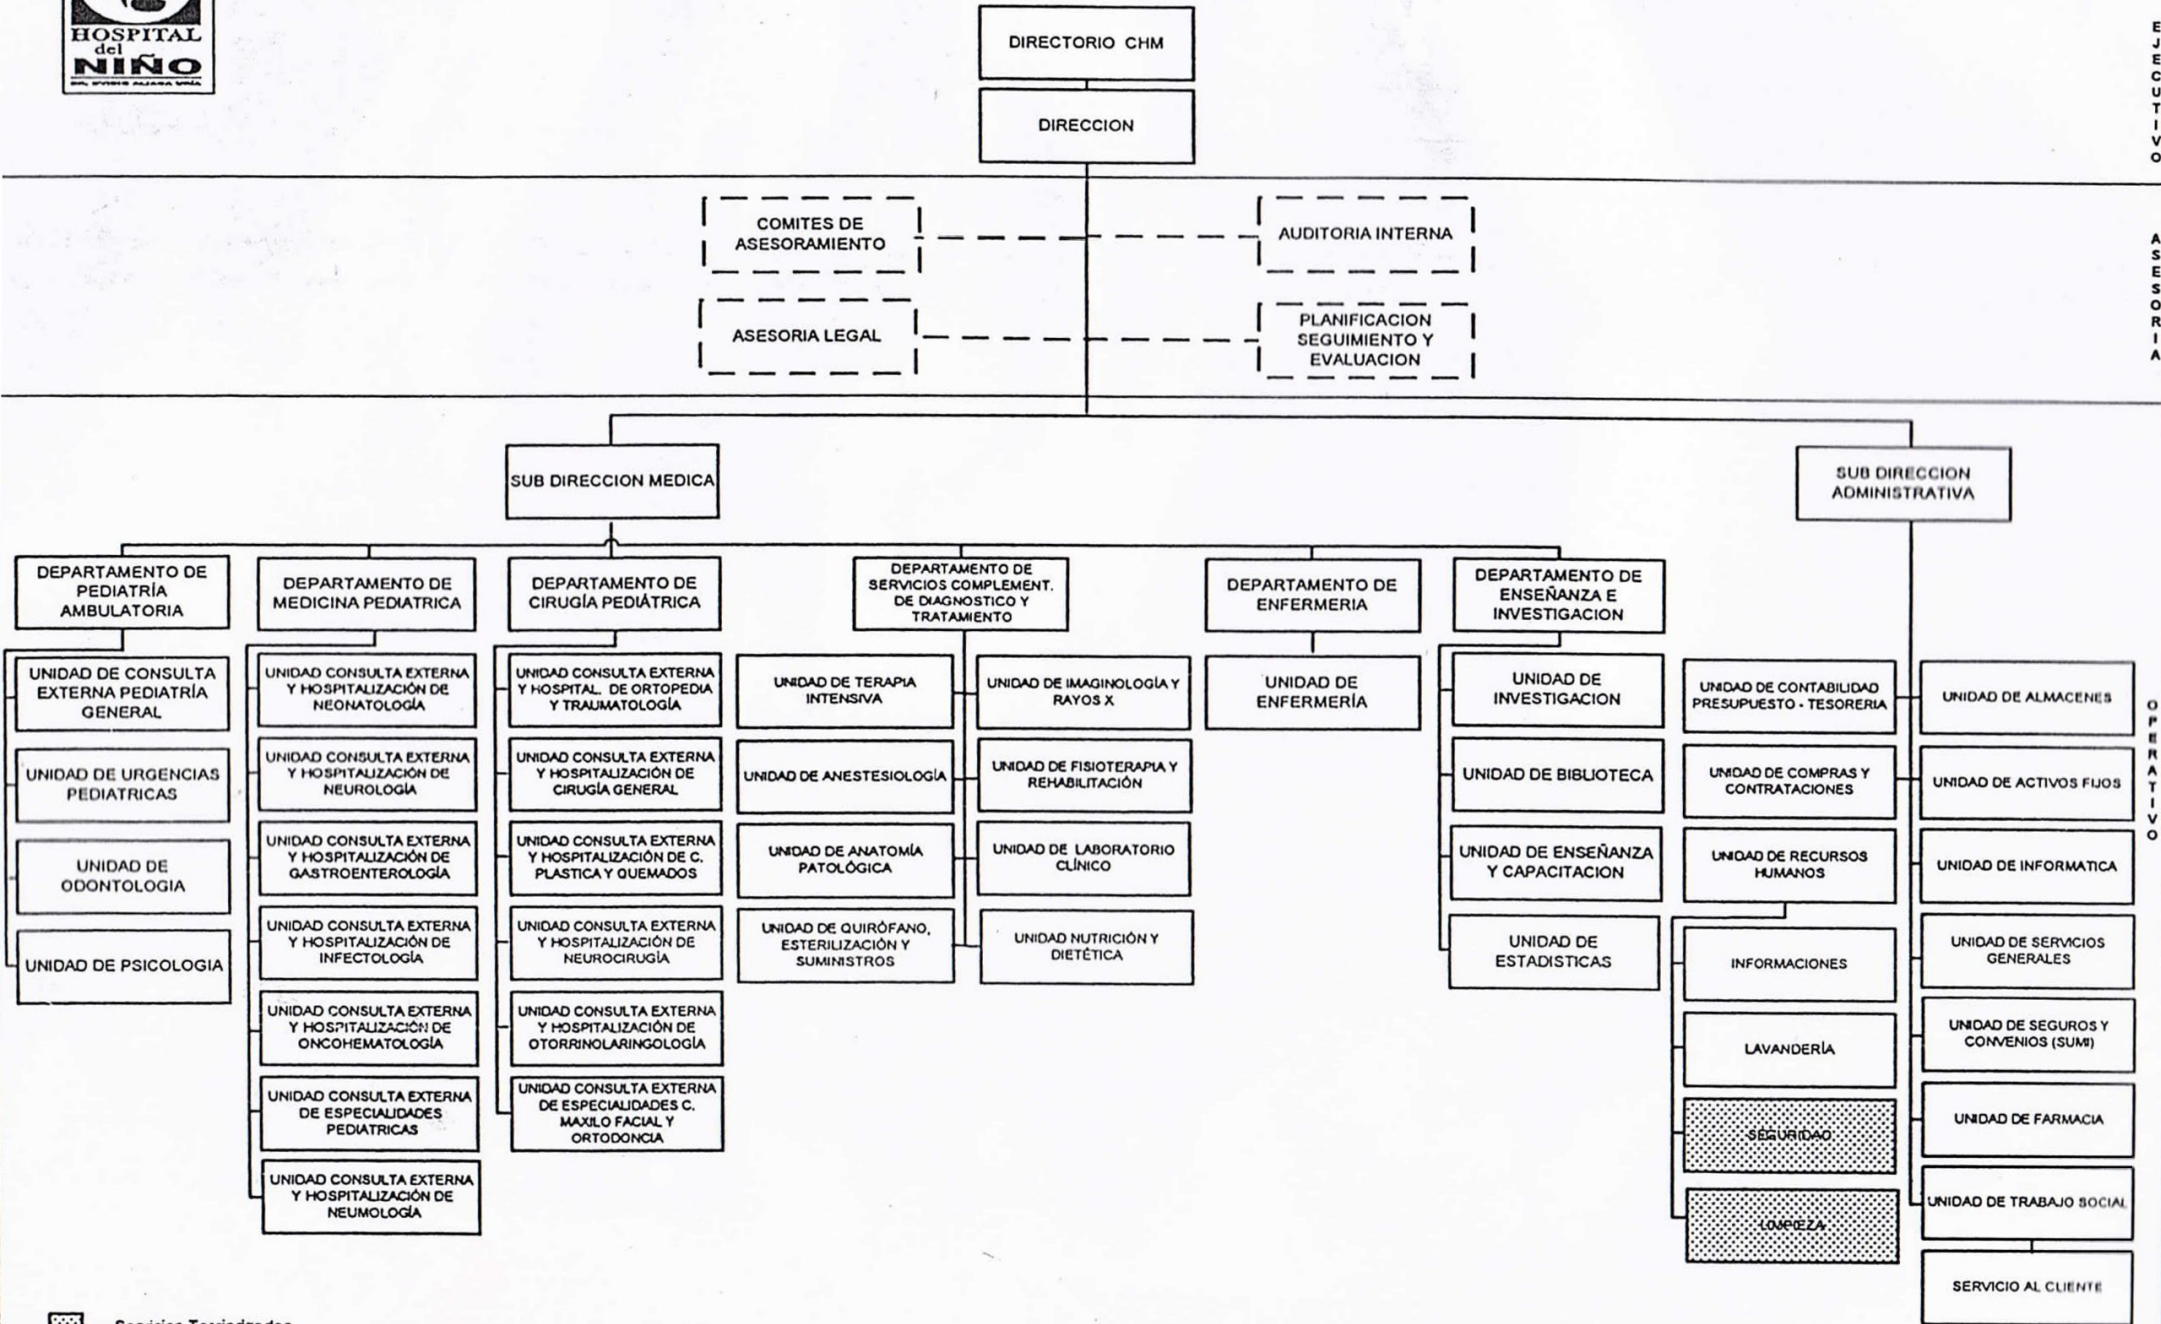 HOSPITAL
del
NIÑO
DIRECTORIO CHM
DIRECCION
EJECUTIVO
COMITES DE
ASESORAMIENTO
AUDITORIA INTERNA
ASESORIA LEGAL
PLANIFICACION
SEGUIMIENTO Y
EVALUACION
ASESORIA
SUB DIRECCION MEDICA
SUB DIRECCION
ADMINISTRATIVA
DEPARTAMENTO DE
PEDIATRÍA
AMBULATORIA
DEPARTAMENTO DE
MEDICINA PEDIATRICA
DEPARTAMENTO DE
CIRUGÍA PEDIÁTRICA
DEPARTAMENTO DE
SERVICIOS COMPLEMENT.
DE DIAGNOSTICO Y
TRATAMIENTO
DEPARTAMENTO DE
ENFERMERIA
DEPARTAMENTO DE
ENSEÑANZA E
INVESTIGACION
UNIDAD DE CONSULTA
EXTERNA PEDIATRÍA
GENERAL
UNIDAD DE URGENCIAS
PEDIATRICAS
UNIDAD DE
ODONTOLOGIA
UNIDAD DE PSICOLOGIA
UNIDAD CONSULTA EXTERNA
Y HOSPITALIZACIÓN DE
NEONATOLOGÍA
UNIDAD CONSULTA EXTERNA
Y HOSPITALIZACIÓN DE
NEUROLOGÍA
UNIDAD CONSULTA EXTERNA
Y HOSPITALIZACIÓN DE
GASTROENTEROLOGÍA
UNIDAD CONSULTA EXTERNA
Y HOSPITALIZACIÓN DE
INFECTOLOGÍA
UNIDAD CONSULTA EXTERNA
Y HOSPITALIZACIÓN DE
ONCOHEMATOLOGÍA
UNIDAD CONSULTA EXTERNA
DE ESPECIALIDADES
PEDIATRICAS
UNIDAD CONSULTA EXTERNA
Y HOSPITALIZACIÓN DE
NEUMOLOGÍA
UNIDAD CONSULTA EXTERNA
Y HOSPITAL. DE ORTOPEDIA
Y TRAUMATOLOGÍA
UNIDAD CONSULTA EXTERNA
Y HOSPITALIZACIÓN DE
CIRUGÍA GENERAL
UNIDAD CONSULTA EXTERNA
Y HOSPITALIZACIÓN DE C.
PLASTICA Y QUEMADOS
UNIDAD CONSULTA EXTERNA
Y HOSPITALIZACIÓN DE
NEUROCIRUGÍA
UNIDAD CONSULTA EXTERNA
Y HOSPITALIZACIÓN DE
OTORRINOLARINGOLOGÍA
UNIDAD CONSULTA EXTERNA
DE ESPECIALIDADES C.
MAXILO FACIAL Y
ORTODONCIA
UNIDAD DE TERAPIA
INTENSIVA
UNIDAD DE ANESTESIOLOGÍA
UNIDAD DE ANATOMÍA
PATOLÓGICA
UNIDAD DE QUIRÓFANO,
ESTERILIZACIÓN Y
SUMINISTROS
UNIDAD DE IMAGINOLOGÍA Y
RAYOS X
UNIDAD DE FISIOTERAPIA Y
REHABILITACIÓN
UNIDAD DE LABORATORIO
CLÍNICO
UNIDAD NUTRICIÓN Y
DIETÉTICA
UNIDAD DE
ENFERMERÍA
UNIDAD DE
INVESTIGACION
UNIDAD DE BIBLIOTECA
UNIDAD DE ENSEÑANZA
Y CAPACITACION
UNIDAD DE
ESTADISTICAS
UNIDAD DE CONTABILIDAD
PRESUPUESTO - TESORERIA
UNIDAD DE COMPRAS Y
CONTRATACIONES
UNIDAD DE RECURSOS
HUMANOS
INFORMACIONES
LAVANDERÍA
SEGURIDAD
LIMPIEZA
UNIDAD DE ALMACENES
UNIDAD DE ACTIVOS FIJOS
UNIDAD DE INFORMATICA
UNIDAD DE SERVICIOS
GENERALES
UNIDAD DE SEGUROS Y
CONVENIOS (SUMI)
UNIDAD DE FARMACIA
UNIDAD DE TRABAJO SOCIAL
SERVICIO AL CLIENTE
OPERATIVO